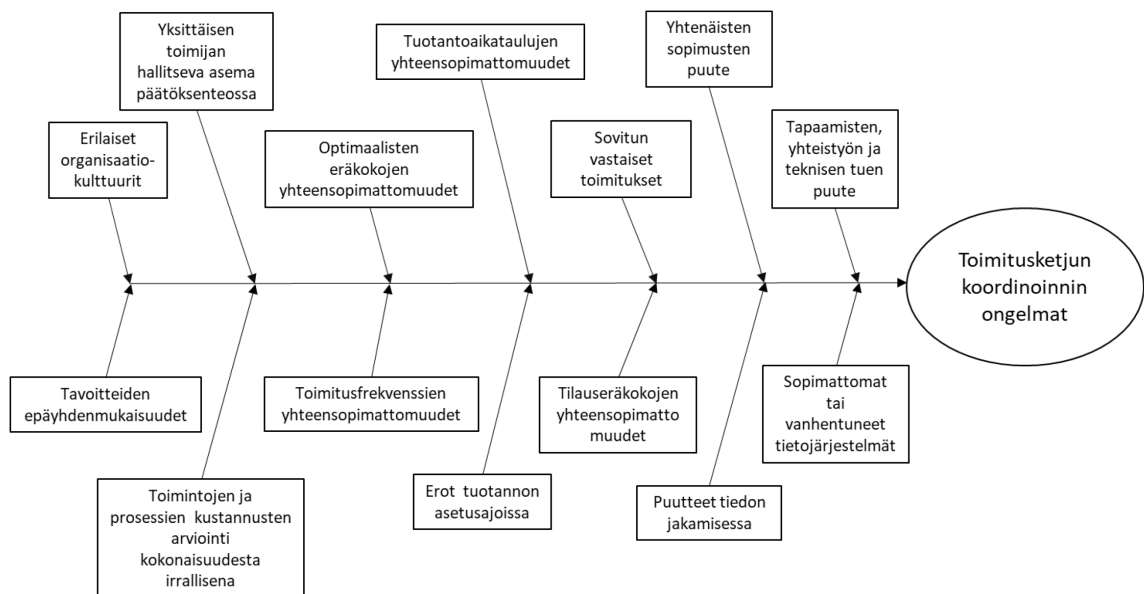 Yksittäisen
toimijan
hallitseva asema
päätöksenteossa
Tuotantoaikataulujen
yhteensopimattomuudet
Yhtenäisten
sopimusten
puute
Erilaiset
organisaatio-
kulttuurit
Optimaalisten
eräkokojen
yhteensopimattomuudet
Sovitun
vastaiset
toimitukset
Tapaamisten,
yhteistyön ja
teknisen tuen
puute
Toimitusketjun
koordinoinnin
ongelmat
Tavoitteiden
epäyhdenmukaisuudet
Toimitusfrekvenssien
yhteensopimattomuudet
Tilauseräkokojen
yhteensopimatto
muudet
Sopimattomat
tai
vanhentuneet
tietojärjestelmät
Toimintojen ja
prosessien kustannusten
arviointi
kokonaisuudesta
irrallisena
Erot tuotannon
asetusajoissa
Puutteet tiedon
jakamisessa